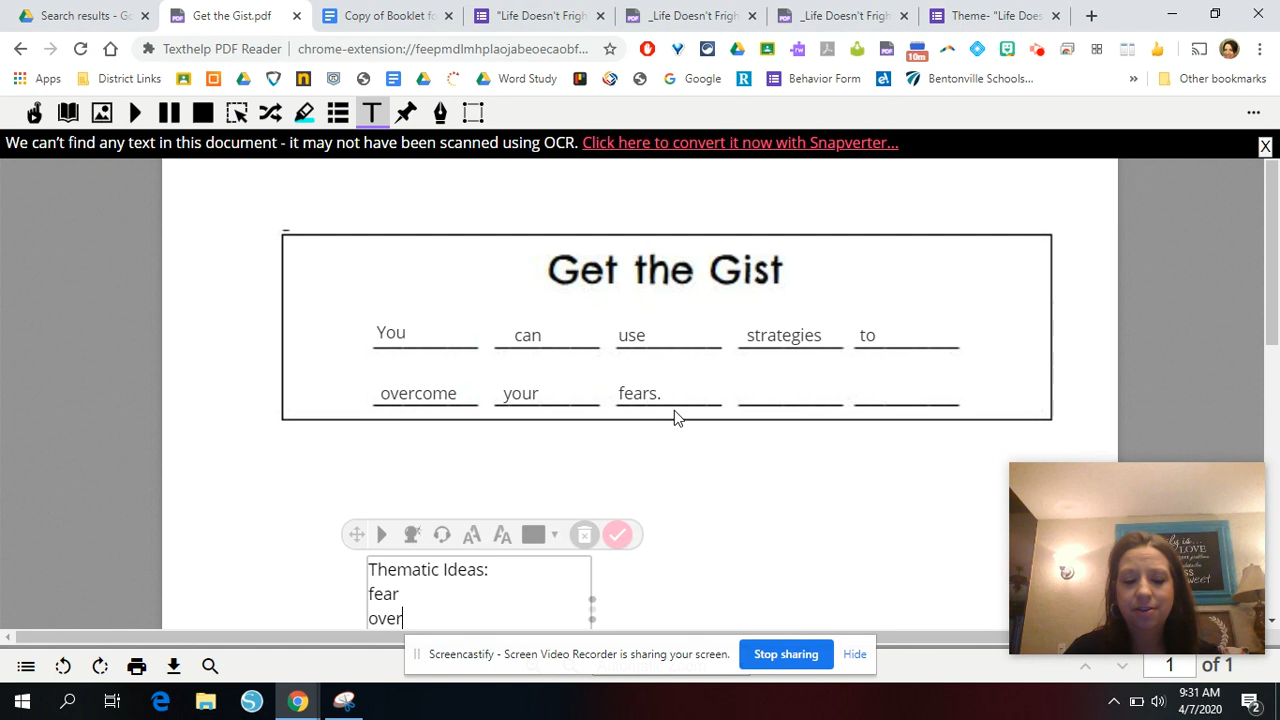 Search results - Go
Get the Gist.pdf
Copy of Booklet fo
"Life Doesn't Frigh
_Life Doesn't Frigh
_Life Doesn't Frigh
Theme- "Life Does
Texthelp PDF Reader
chrome-extension://feepmdlmhplaojabeoecaobf...
10m
Apps
District Links
Word Study
Google
Behavior Form
Bentonville Schools...
»
Other bookmarks
We can't find any text in this document - it may not have been scanned using OCR. Click here to convert it now with Snapverter...
X
Get the Gist
You can use strategies to
overcome your fears.
Thematic Ideas:
fear
over
Screencastify - Screen Video Recorder is sharing your screen.
Stop sharing
Hide
1 of 1
LOVE
9:31 AM
4/7/2020
2